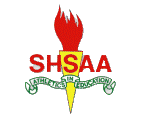 SHSAA
ATHLETICS IN EDUCATION